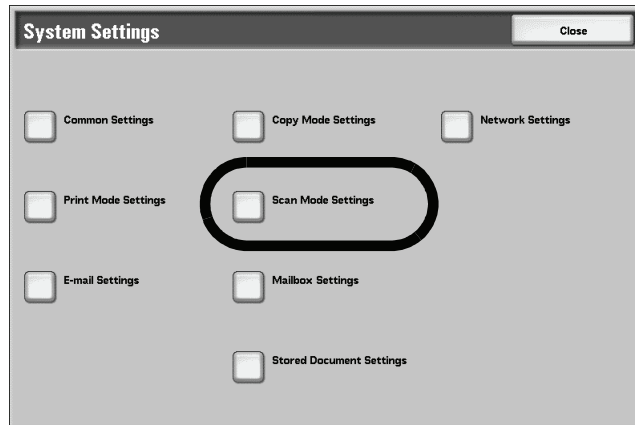 System Settings
Close
Common Settings
Copy Mode Settings
Network Settings
Print Mode Settings
Scan Mode Settings
E-mail Settings
Mailbox Settings
Stored Document Settings